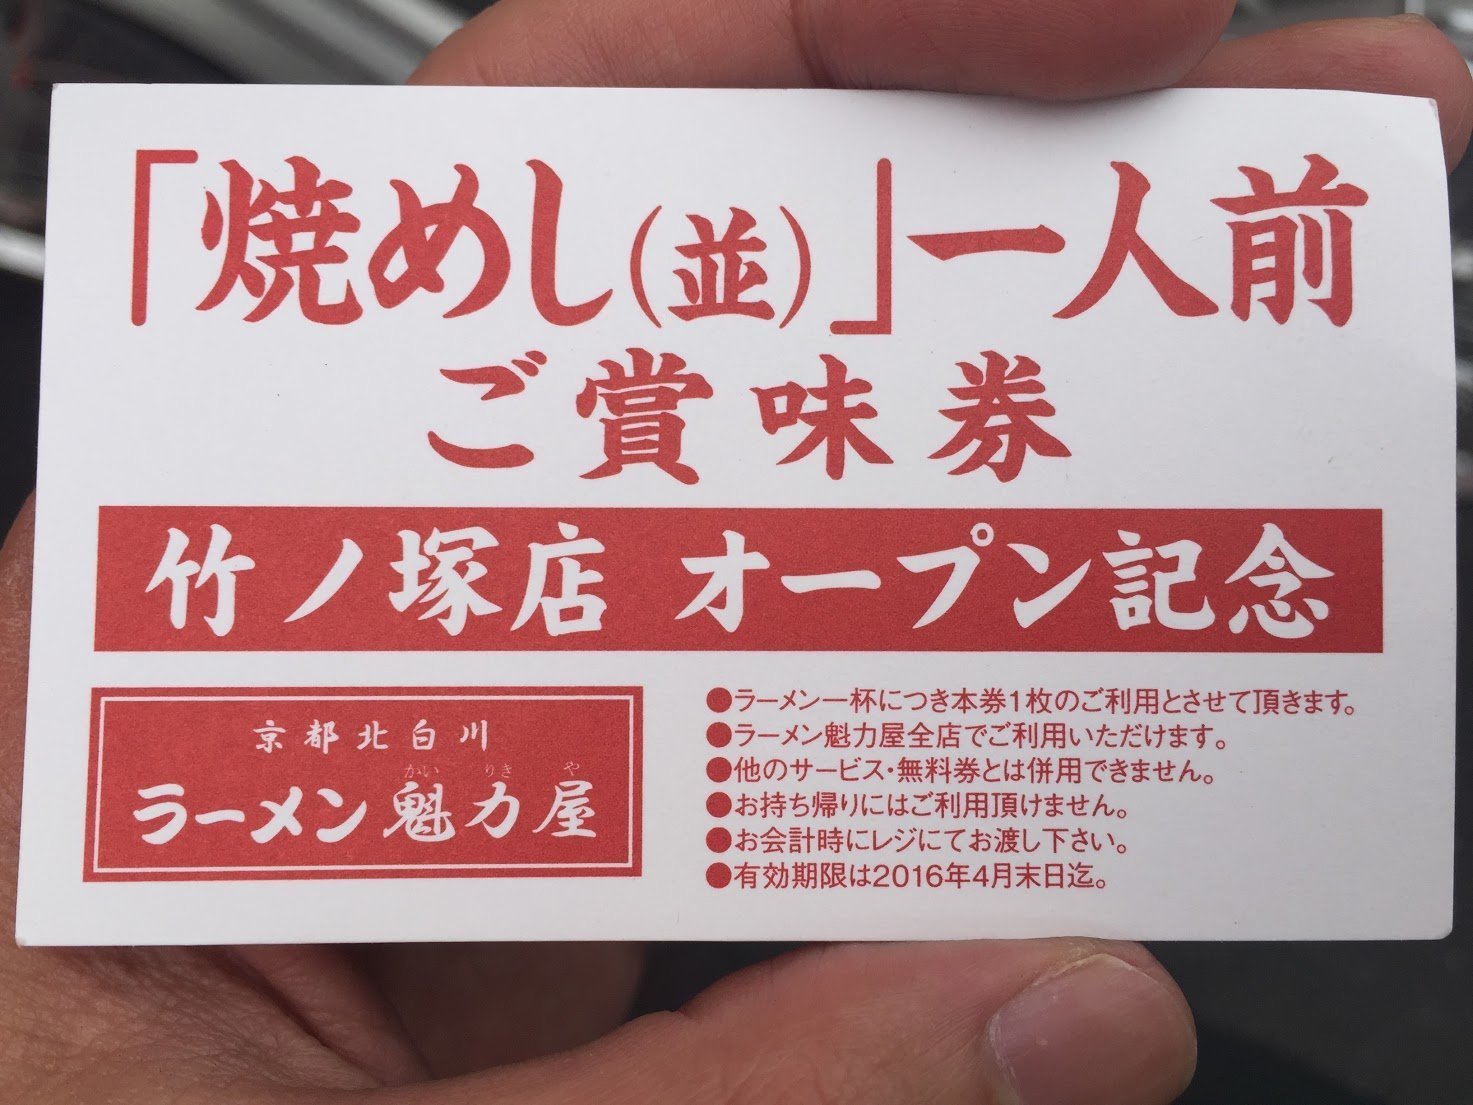 「焼めし(並)」一人前
ご賞味券
竹ノ塚店 オープン記念
京都北白川
かい りき や
ラーメン魁力屋
●ラーメン一杯につき本券1枚のご利用とさせて頂きます。
●ラーメン魁力屋全店でご利用いただけます。
●他のサービス・無料券とは併用できません。
●お持ち帰りにはご利用頂けません。
●お会計時にレジにてお渡し下さい。
●有効期限は2016年4月末日迄。